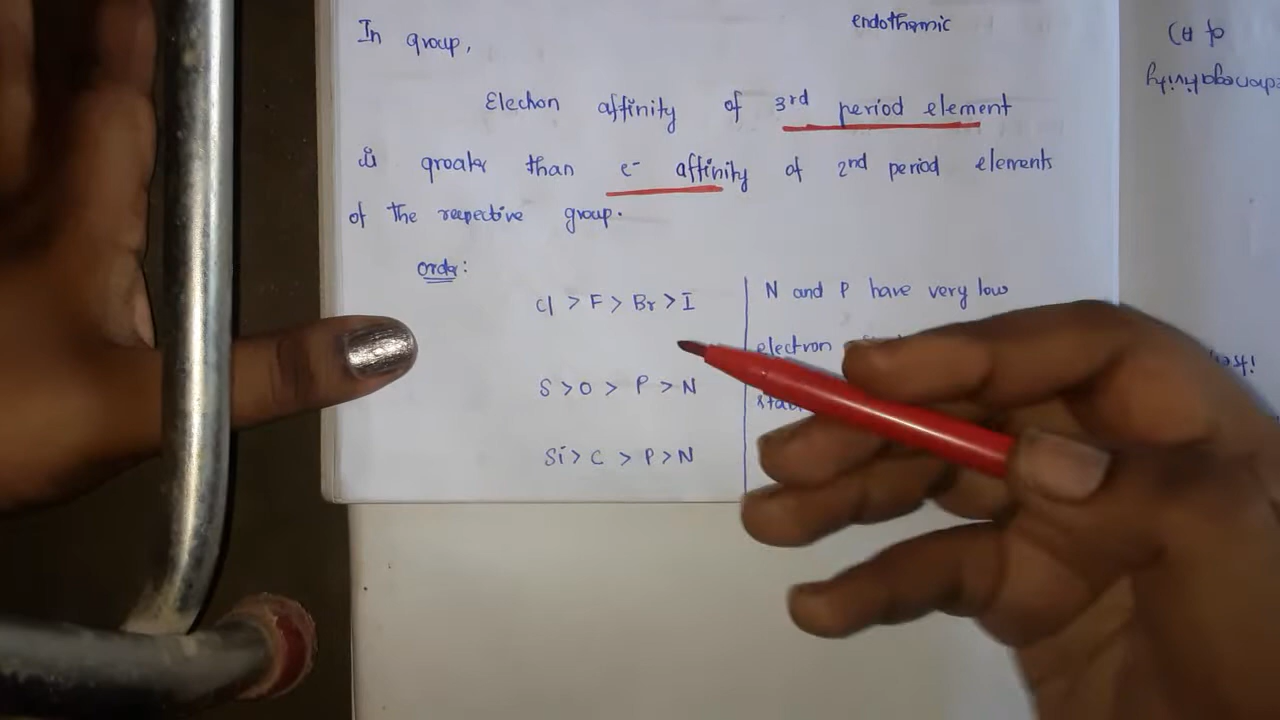 endothermic
In group,
Electron affinity of 3rd period element
is greater than e- affinity of 2nd period elements
of the respective group.
Order:
Cl > F > Br > I
S > O > P > N
Si > C > P > N
N and P have very low
electron